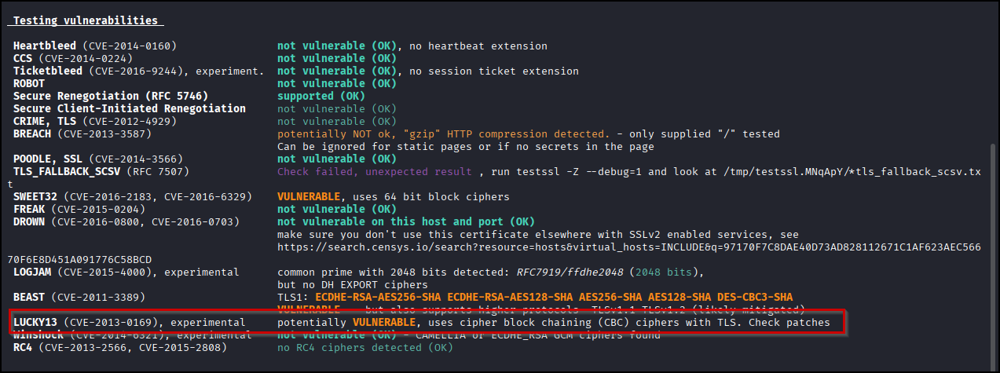 Testing vulnerabilities
Heartbleed (CVE-2014-0160) not vulnerable (OK), no heartbeat extension
CCS (CVE-2014-0224) not vulnerable (OK)
Ticketbleed (CVE-2016-9244), experiment. not vulnerable (OK), no session ticket extension
ROBOT not vulnerable (OK)
Secure Renegotiation (RFC 5746) supported (OK)
Secure Client-Initiated Renegotiation not vulnerable (OK)
CRIME, TLS (CVE-2012-4929) not vulnerable (OK)
BREACH (CVE-2013-3587) potentially NOT ok, "gzip" HTTP compression detected. - only supplied "/" tested
Can be ignored for static pages or if no secrets in the page
POODLE, SSL (CVE-2014-3566) not vulnerable (OK)
TLS_FALLBACK_SCSV (RFC 7507) Check failed, unexpected result , run testssl -Z --debug=1 and look at /tmp/testssl.MNqApY/*tls_fallback_scsv.tx
t
SWEET32 (CVE-2016-2183, CVE-2016-6329) VULNERABLE, uses 64 bit block ciphers
FREAK (CVE-2015-0204) not vulnerable (OK)
DROWN (CVE-2016-0800, CVE-2016-0703) not vulnerable on this host and port (OK)
make sure you don't use this certificate elsewhere with SSLv2 enabled services, see
https://search.censys.io/search?resource=hosts&virtual_hosts=INCLUDE&q=97170F7C8DAE40D73AD828112671C1AF623AEC566
70F6E8D451A091776C58BCD
LOGJAM (CVE-2015-4000), experimental common prime with 2048 bits detected: RFC7919/ffdhe2048 (2048 bits),
but no DH EXPORT ciphers
BEAST (CVE-2011-3389) TLS1: ECDHE-RSA-AES256-SHA ECDHE-RSA-AES128-SHA AES256-SHA AES128-SHA DES-CBC3-SHA
VULNERABLE -- but also supports higher protocols TLSv1.1 TLSv1.2 (likely mitigated)
LUCKY13 (CVE-2013-0169), experimental potentially VULNERABLE, uses cipher block chaining (CBC) ciphers with TLS. Check patches
Winshock (CVE-2014-6321), experimental not vulnerable (OK) - CAMELLIA or ECDHE_RSA GCM ciphers found
RC4 (CVE-2013-2566, CVE-2015-2808) no RC4 ciphers detected (OK)